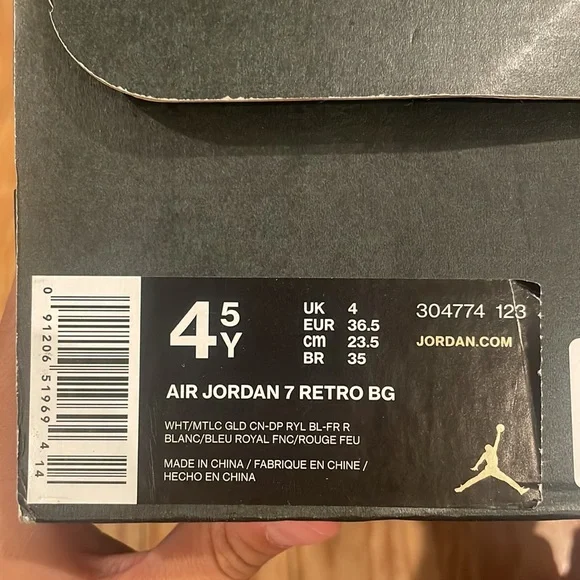 4 5 Y
UK 4
EUR 36.5
cm 23.5
BR 35
304774 123
JORDAN.COM
AIR JORDAN 7 RETRO BG
WHT/MTLC GLD CN-DP RYL BL-FR R
BLANC/BLEU ROYAL FNC/ROUGE FEU
MADE IN CHINA / FABRIQUE EN CHINE /
HECHO EN CHINA
0 91206 51969 4 14